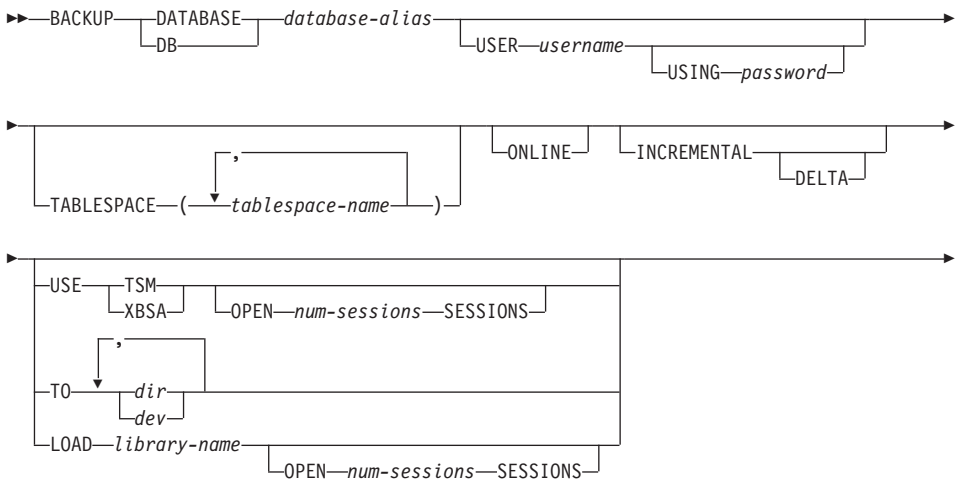 BACKUP DATABASE database-alias
DB USER username
USING password
, ONLINE INCREMENTAL
DELTA
TABLESPACE ( tablespace-name )
USE TSM
XBSA OPEN num-sessions SESSIONS
,
TO dir
dev
LOAD library-name
OPEN num-sessions SESSIONS